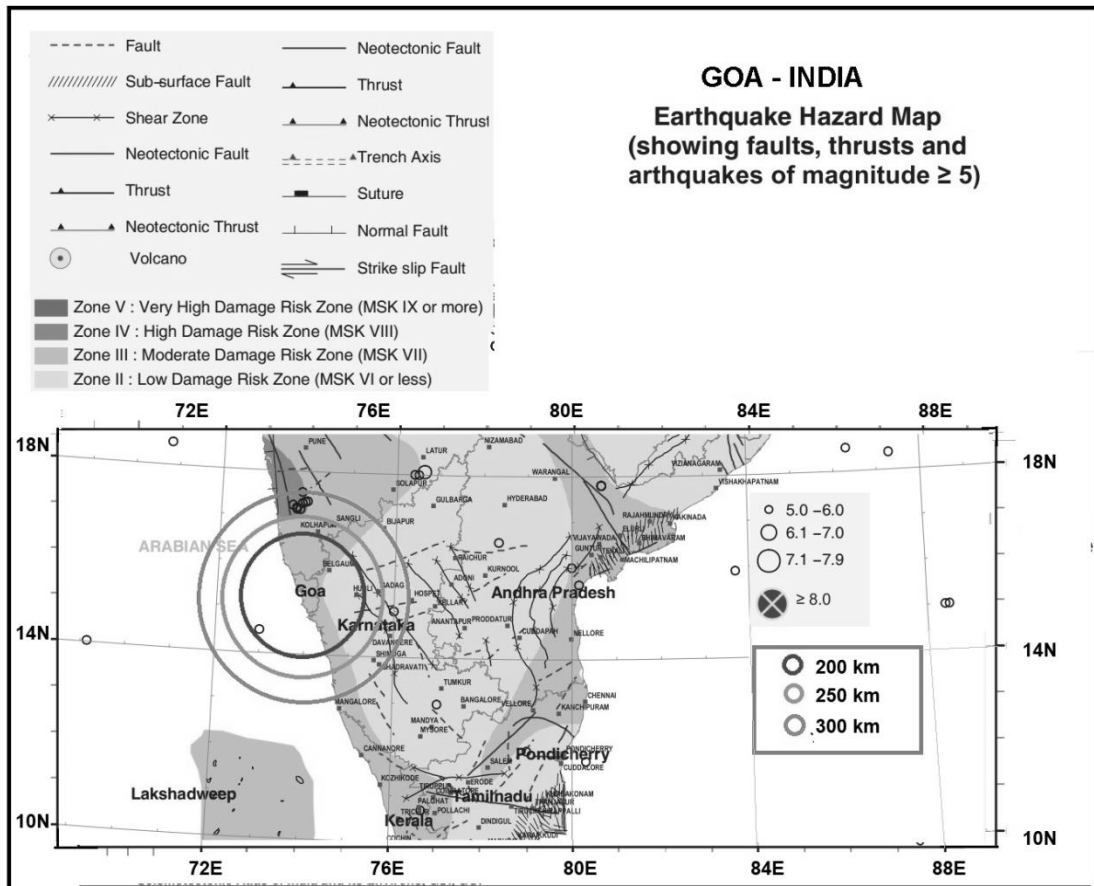 Fault
Sub-surface Fault
Shear Zone
Neotectonic Fault
Thrust
Neotectonic Thrust
Volcano
Neotectonic Fault
Thrust
Neotectonic Thrust
Trench Axis
Suture
Normal Fault
Strike slip Fault
Zone V : Very High Damage Risk Zone (MSK IX or more)
Zone IV : High Damage Risk Zone (MSK VIII)
Zone III : Moderate Damage Risk Zone (MSK VII)
Zone II : Low Damage Risk Zone (MSK VI or less)
GOA - INDIA
Earthquake Hazard Map
(showing faults, thrusts and
arthquakes of magnitude ≥ 5)
72E 76E 80E 84E 88E
18N 18N
PUNE
LATUR
NIZAMABAD
VIZIANAGARAM
VISHAKHAPATNAM
WARANGAL
SOLAPUR
GULBARGA
HYDERABAD
SANGLI
BIJAPUR
RAJAHMUNDRY
KAKINADA
ELURU
BHIMAVARAM
VIJAYAWADA
GUNTUR
TENALI
MACHILIPATNAM
ARABIAN SEA
BELGAUM
RAICHUR
ADONI
KURNOOL
Goa
HUBLI
GADAG
HOSPET
BELLARY
Andhra Pradesh
Karnataka
ANANTAPUR
PRODDATUR
CUDDAPAH
NELLORE
14N 14N
DAVANGERE
SHIMOGA
BHADRAVATI
TUMKUR
BANGALORE
CHENNAI
VELLORE
KANCHIPURAM
MANGALORE
MANDYA
MYSORE
CANNANORE
Pondicherry
PONDICHERRY
CUDDALORE
SALEM
KOZHIKODE
ERODE
Lakshadweep
Tamilnadu
PALGHAT
POLLACHI
Kerala
DINDIGUL
COCHIN
10N 10N
72E 76E 80E 84E 88E
5.0 –6.0
6.1 –7.0
7.1 –7.9
≥ 8.0
200 km
250 km
300 km